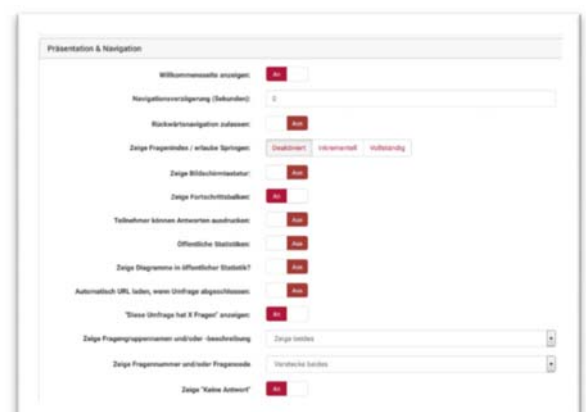 Präsentation & Navigation
Willkommensseite anzeigen: An
Navigationsverzögerung (Sekunden): 0
Rückwärtsnavigation zulassen: Aus
Zeige Fragenindex / erlaube Springen: Deaktiviert Inkrementell Vollständig
Zeige Bildschirmtastatur: Aus
Zeige Fortschrittsbalken: An
Teilnehmer können Antworten ausdrucken: Aus
Öffentliche Statistiken: Aus
Zeige Diagramme in öffentlicher Statistik? Aus
Automatisch URL laden, wenn Umfrage abgeschlossen: Aus
"Diese Umfrage hat X Fragen" anzeigen: An
Zeige Fragengruppennamen und/oder -beschreibung Zeige beides
Zeige Fragennummer und/oder Fragencode Verstecke beides
Zeige "Keine Antwort" An